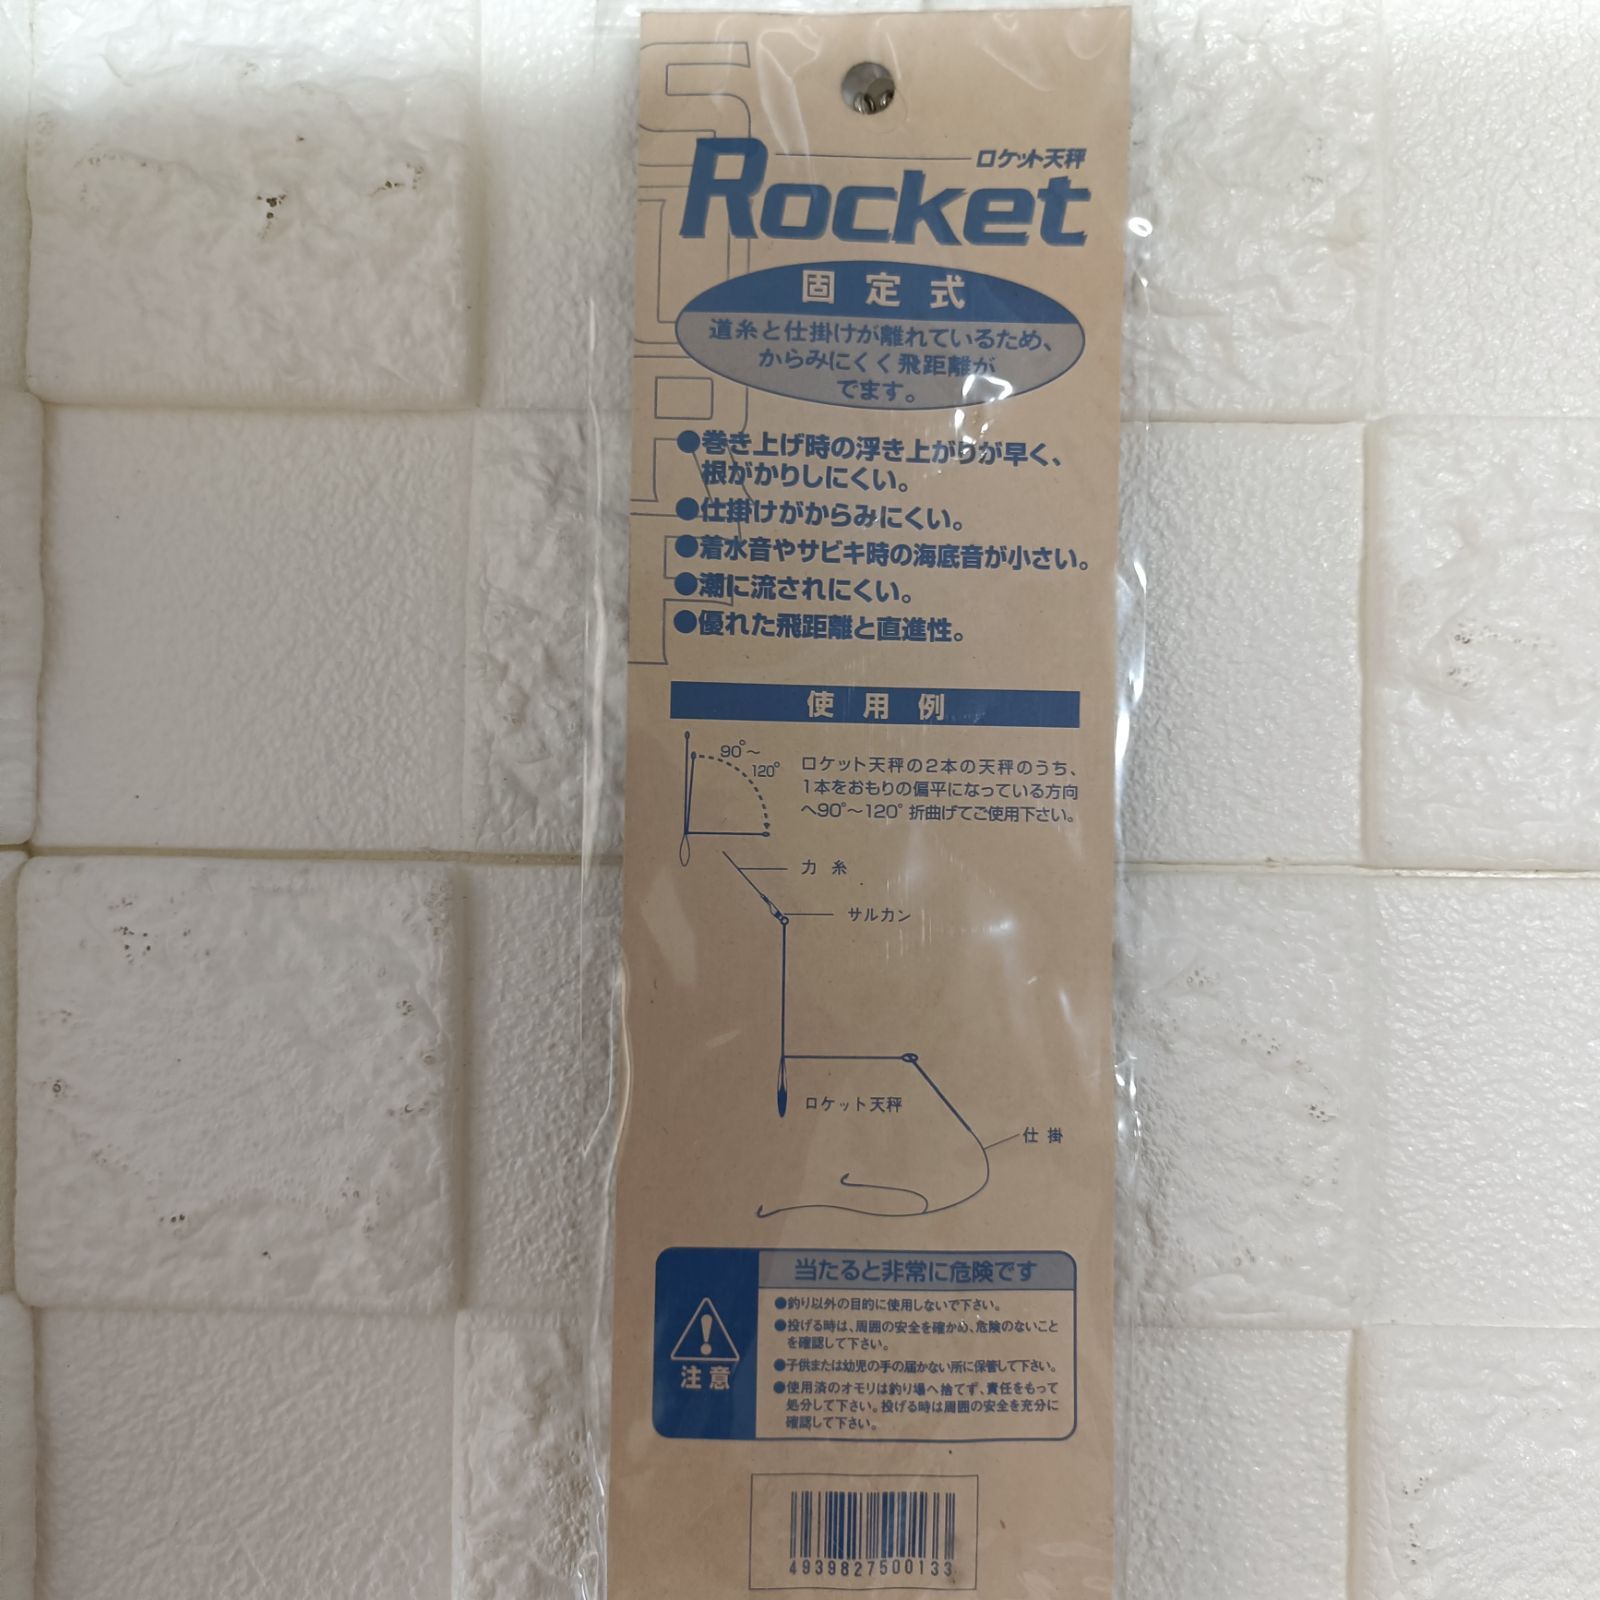 ロケット天秤
Rocket
固定式
道糸と仕掛けが離れているため、
からみにくく飛距離が
でます。
●巻き上げ時の浮き上がりが早く、
根がかりしにくい。
●仕掛けがからみにくい。
●着水音やサビキ時の海底音が小さい。
●潮に流されにくい。
●優れた飛距離と直進性。
使用例
90°～
120°
ロケット天秤の2本の天秤のうち、
1本をおもりの偏平になっている方向
へ90°～120°折曲げてご使用下さい。
力糸
サルカン
ロケット天秤
仕掛
当たると非常に危険です
注意
●釣り以外の目的に使用しないで下さい。
●投げる時は、周囲の安全を確かめ、危険のないこと
を確認して下さい。
●子供または幼児の手の届かない所に保管して下さい。
●使用済のオモリは釣り場へ捨てず、責任をもって
処分して下さい。投げる時は周囲の安全を充分に
確認して下さい。
4939827500133